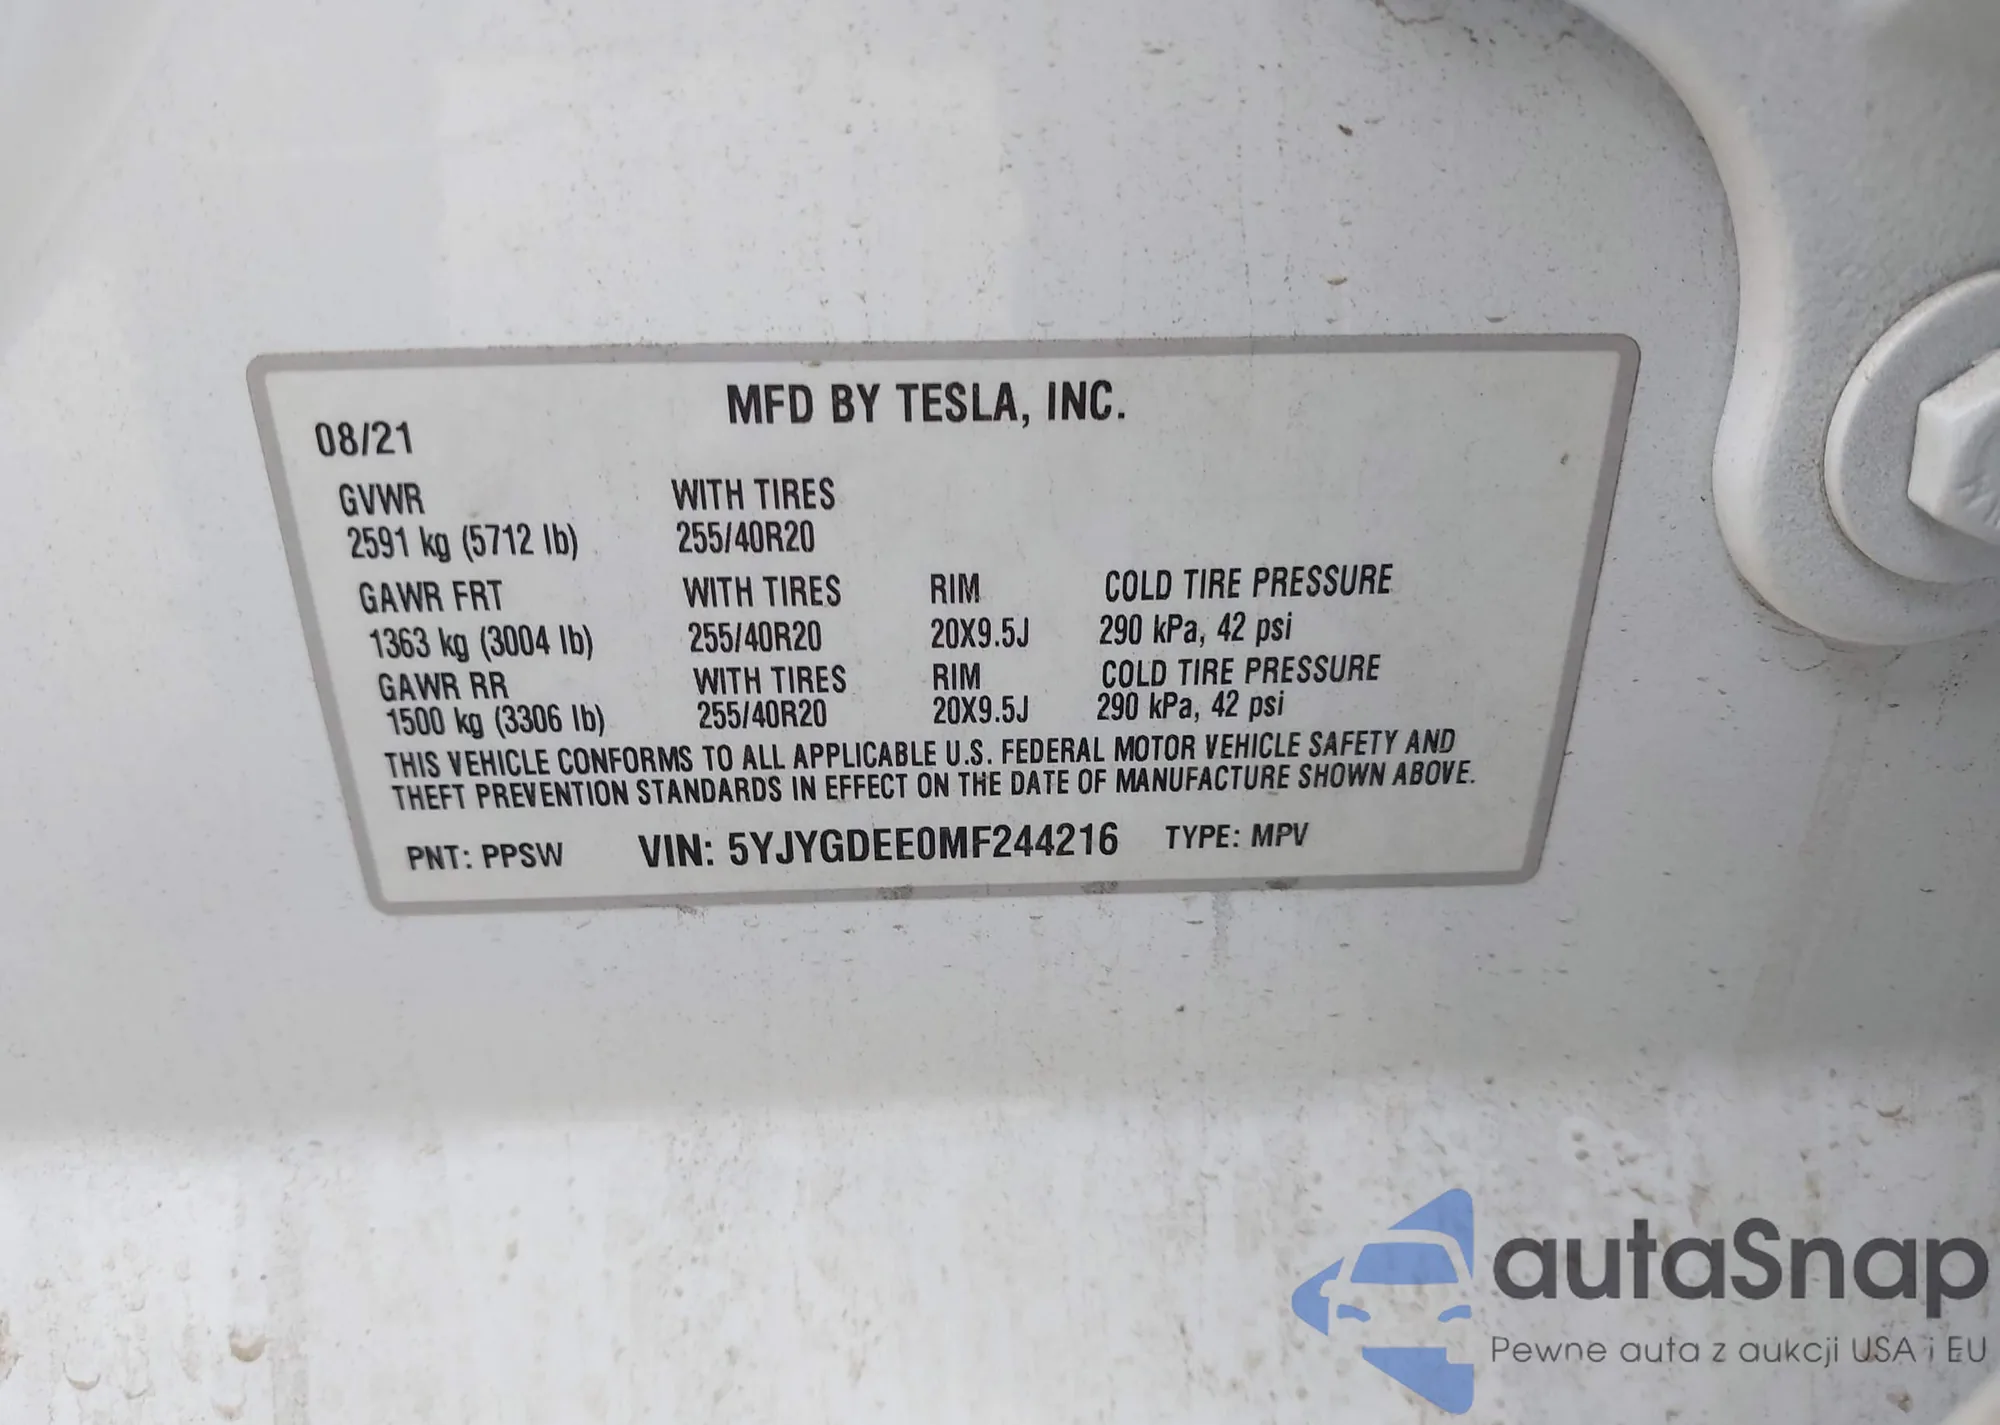 MFD BY TESLA, INC.
08/21
GVWR WITH TIRES
2591 kg (5712 lb) 255/40R20
GAWR FRT WITH TIRES RIM COLD TIRE PRESSURE
1363 kg (3004 lb) 255/40R20 20X9.5J 290 kPa, 42 psi
GAWR RR WITH TIRES RIM COLD TIRE PRESSURE
1500 kg (3306 lb) 255/40R20 20X9.5J 290 kPa, 42 psi
THIS VEHICLE CONFORMS TO ALL APPLICABLE U.S. FEDERAL MOTOR VEHICLE SAFETY AND
THEFT PREVENTION STANDARDS IN EFFECT ON THE DATE OF MANUFACTURE SHOWN ABOVE.
PNT: PPSW VIN: 5YJYGDEE0MF244216 TYPE: MPV
autaSnap
Pewne auta z aukcji USA i EU